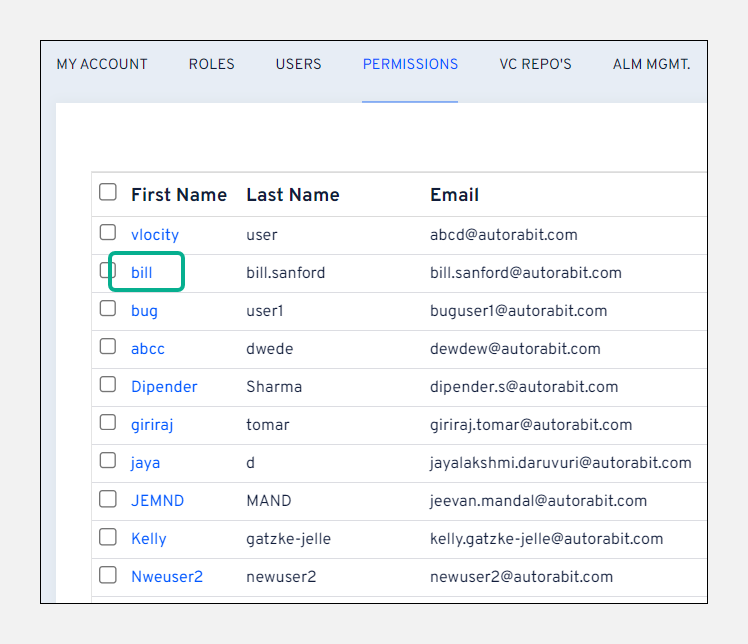 MY ACCOUNT ROLES USERS PERMISSIONS VC REPO'S ALM MGMT.
First Name Last Name Email
vlocity user abcd@autorabit.com
bill bill.sanford bill.sanford@autorabit.com
bug user1 buguser1@autorabit.com
abcc dwede dewdew@autorabit.com
Dipender Sharma dipender.s@autorabit.com
giriraj tomar giriraj.tomar@autorabit.com
jaya d jayalakshmi.daruvuri@autorabit.com
JEMND MAND jeevan.mandal@autorabit.com
Kelly gatzke-jelle kelly.gatzke-jelle@autorabit.com
Nweuser2 newuser2 newuser2@autorabit.com